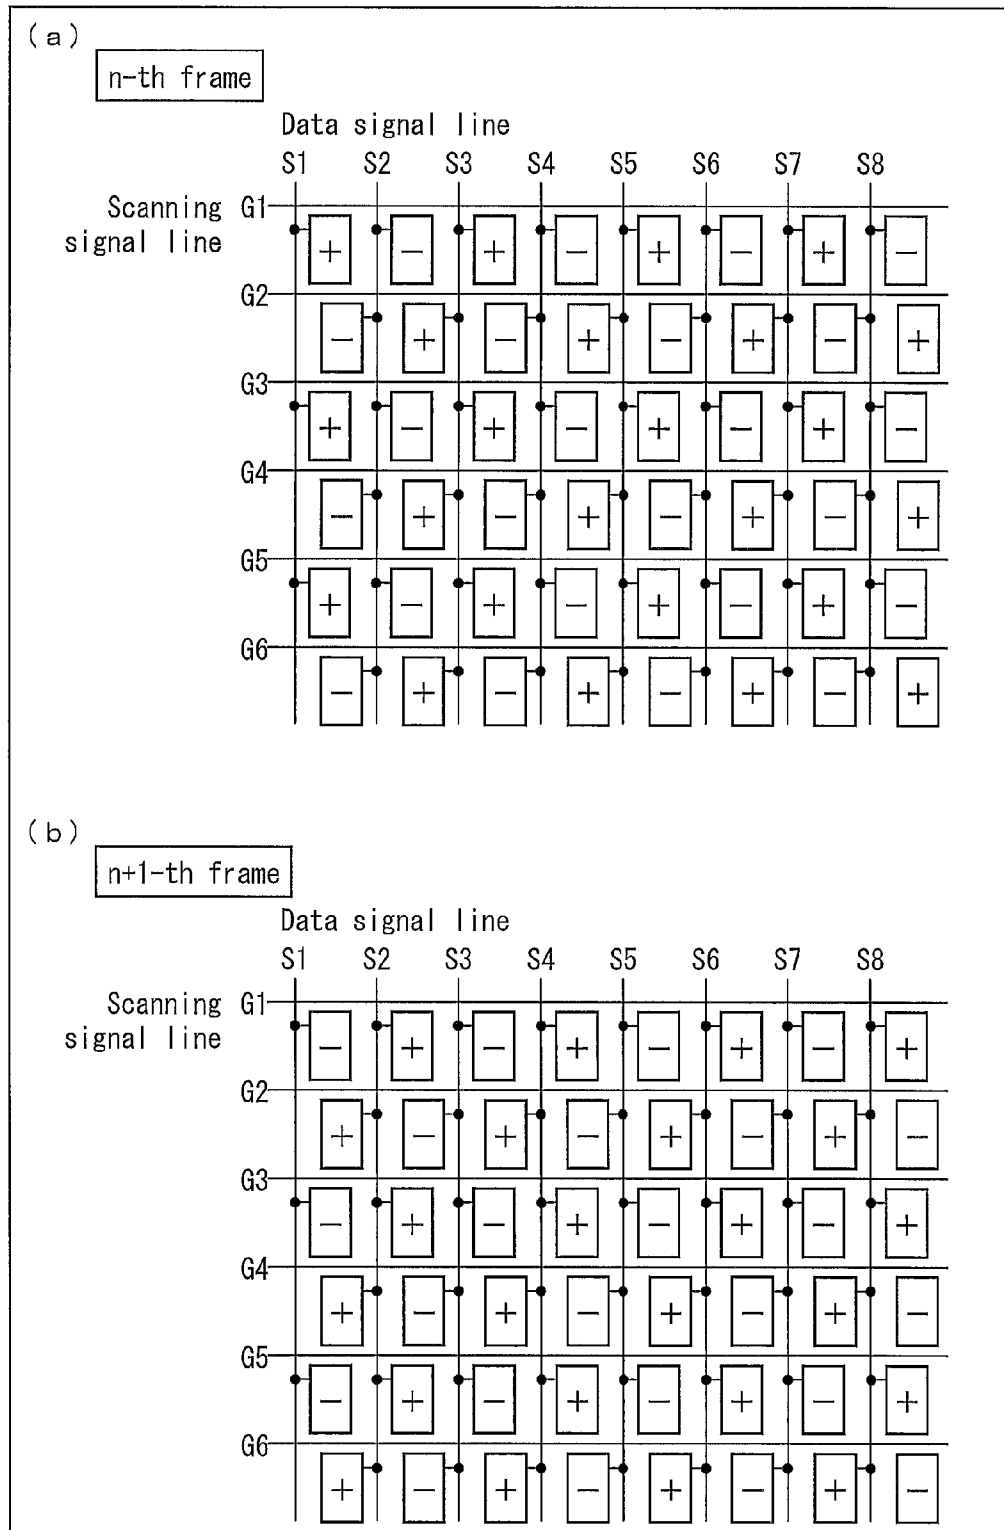 (a)
n-th frame
Data signal line
S1 S2 S3 S4 S5 S6 S7 S8
Scanning G1
signal line
+ − + − + − + −
G2
− + − + − + − +
G3
+ − + − + − + −
G4
− + − + − + − +
G5
+ − + − + − + −
G6
− + − + − + − +
(b)
n+1-th frame
Data signal line
S1 S2 S3 S4 S5 S6 S7 S8
Scanning G1
signal line
− + − + − + − +
G2
+ − + − + − + −
G3
− + − + − + − +
G4
+ − + − + − + −
G5
− + − + − + − +
G6
+ − + − + − + −